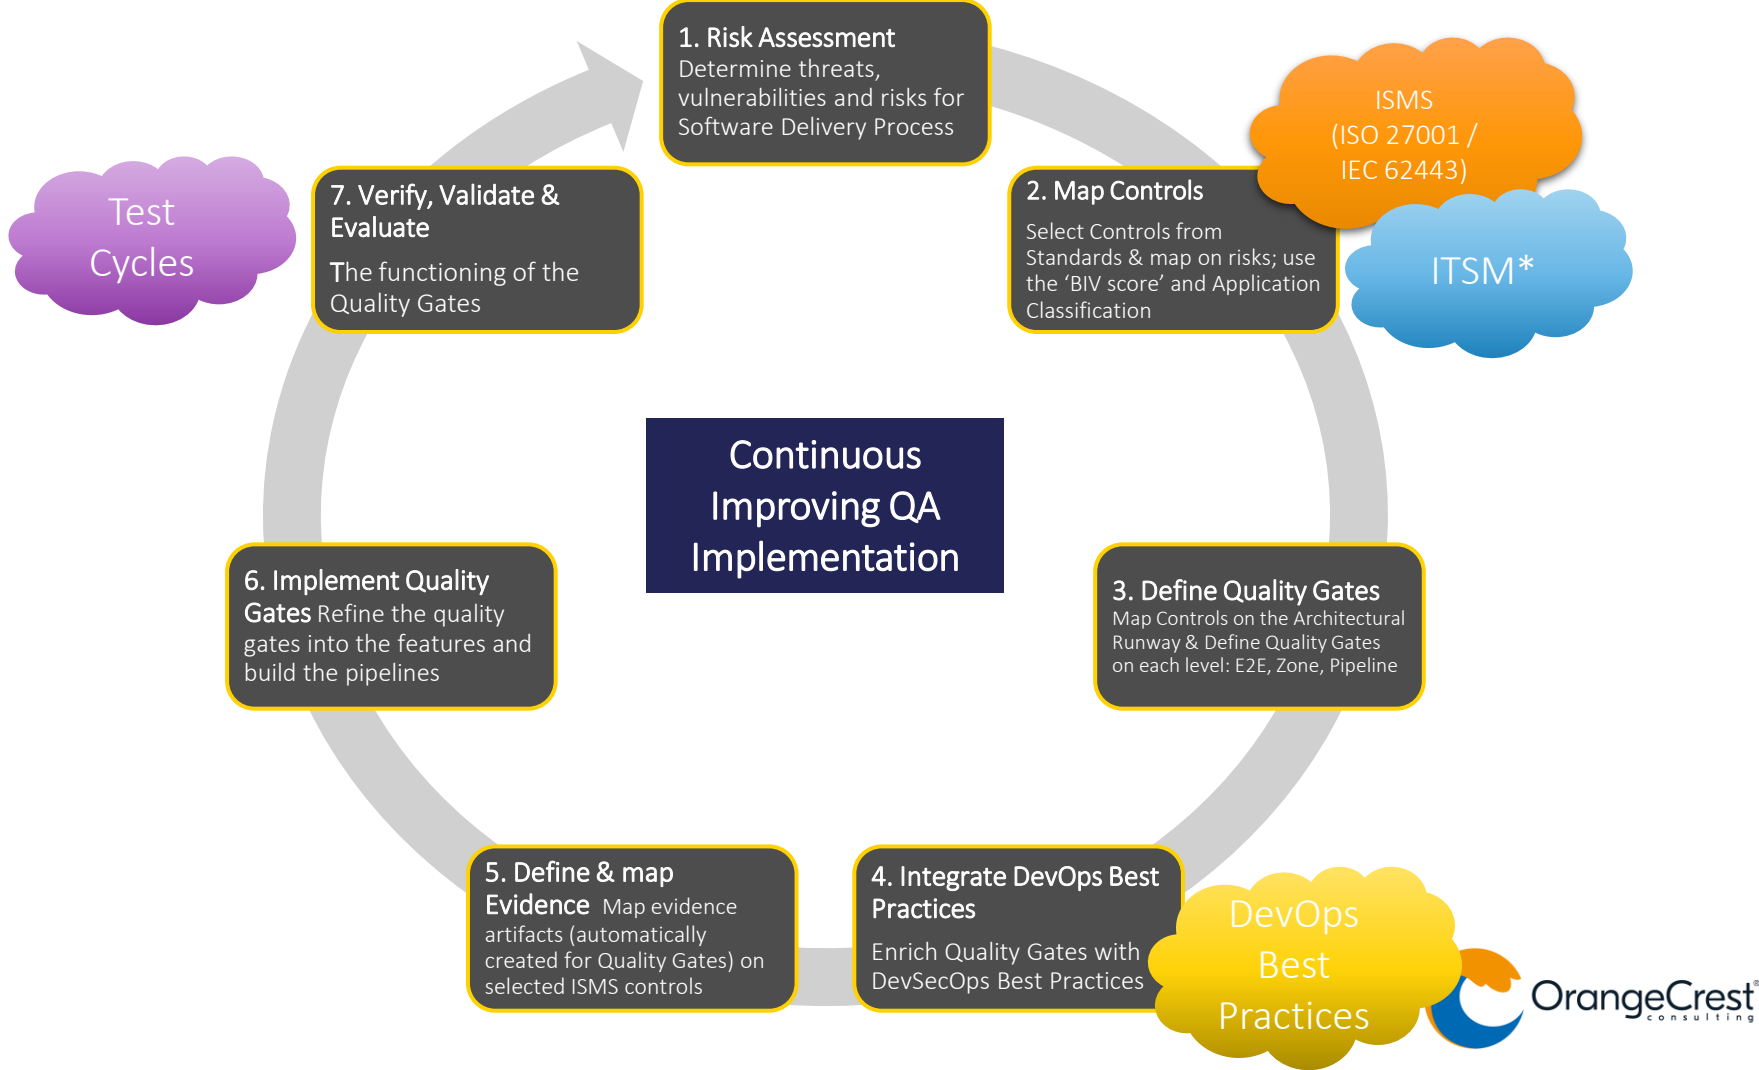 1. Risk Assessment
Determine threats,
vulnerabilities and risks for
Software Delivery Process
ISMS
(ISO 27001 /
IEC 62443)
ITSM*
2. Map Controls
Select Controls from
Standards & map on risks; use
the ‘BIV score’ and Application
Classification
3. Define Quality Gates
Map Controls on the Architectural
Runway & Define Quality Gates
on each level: E2E, Zone, Pipeline
4. Integrate DevOps Best
Practices
Enrich Quality Gates with
DevSecOps Best Practices
DevOps
Best
Practices
5. Define & map
Evidence Map evidence
artifacts (automatically
created for Quality Gates) on
selected ISMS controls
6. Implement Quality
Gates Refine the quality
gates into the features and
build the pipelines
7. Verify, Validate &
Evaluate
The functioning of the
Quality Gates
Test
Cycles
Continuous
Improving QA
Implementation
OrangeCrest®
consulting